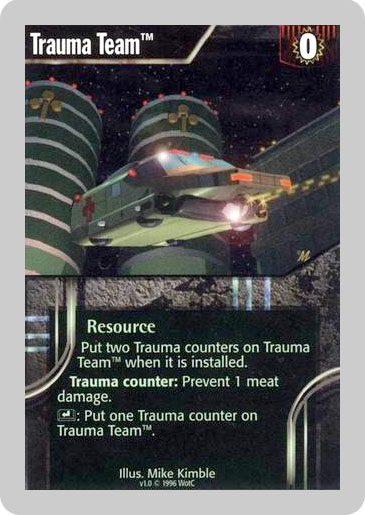 Trauma Team™
0
M
Resource
Put two Trauma counters on Trauma
Team™ when it is installed.
Trauma counter: Prevent 1 meat
damage.
: Put one Trauma counter on
Trauma Team™.
Illus. Mike Kimble
v1.0 © 1996 WotC